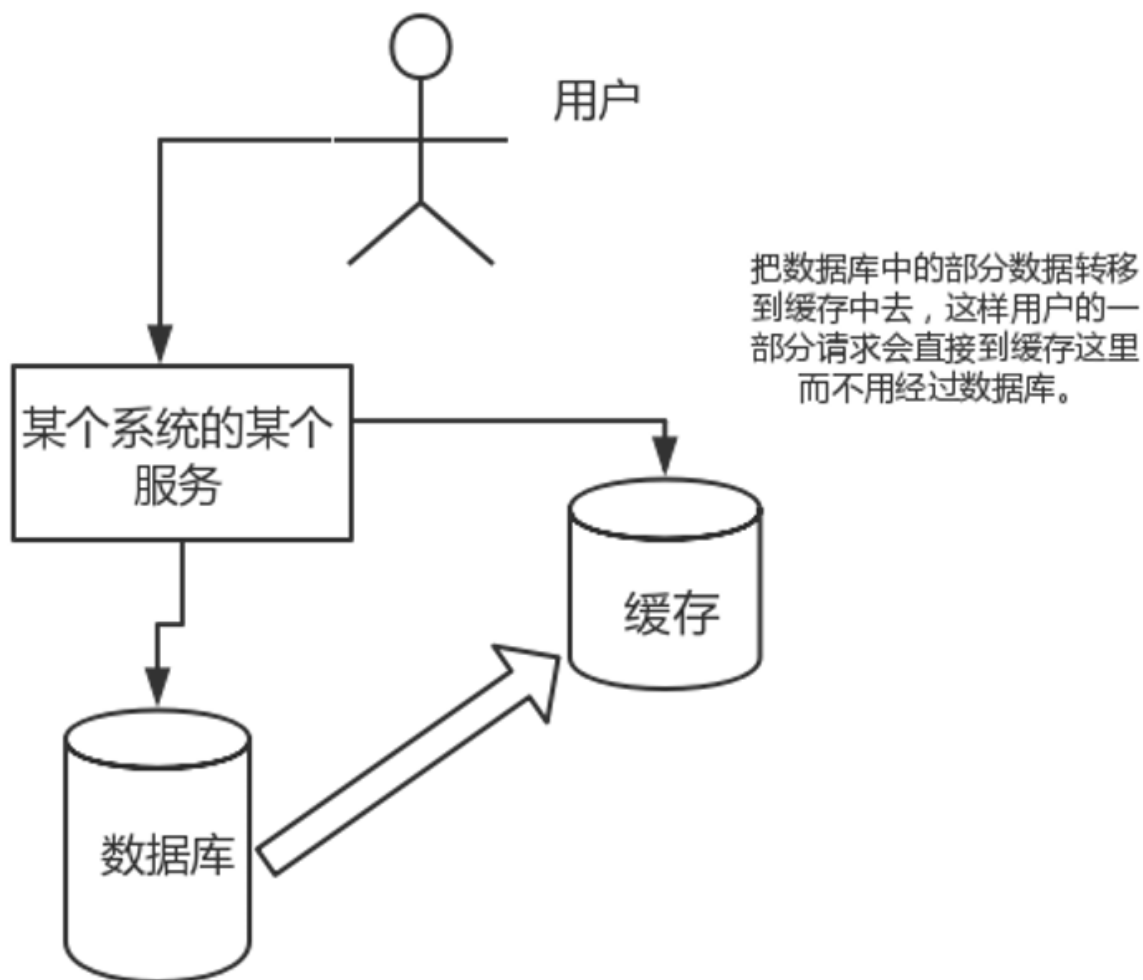 用户
把数据库中的部分数据转移
到缓存中去，这样用户的一
部分请求会直接到缓存这里
而不用经过数据库。
某个系统的某个
服务
缓存
数据库